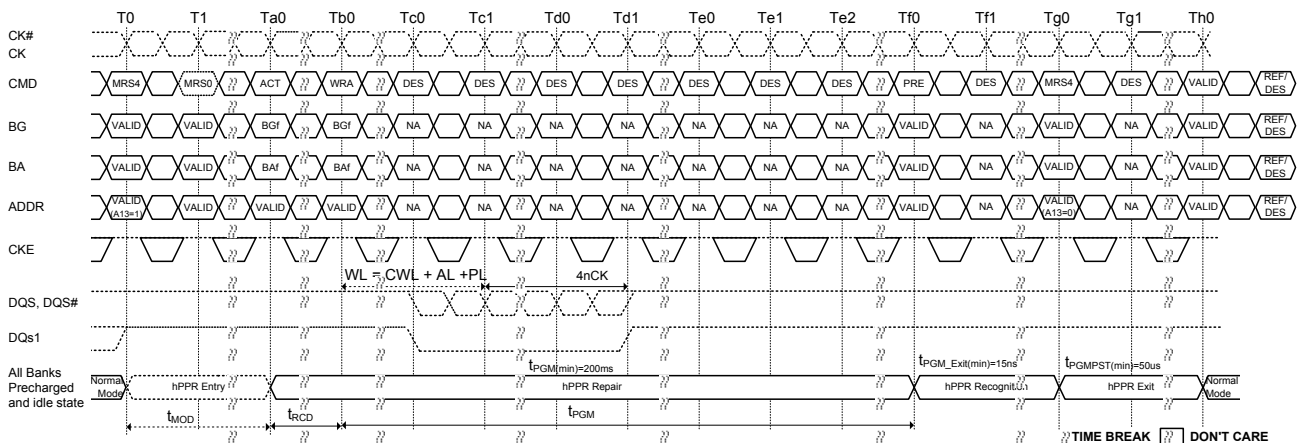 T0 T1 Ta0 Tb0 Tc0 Tc1 Td0 Td1 Te0 Te1 Te2 Tf0 Tf1 Tg0 Tg1 Th0
CK#
CK
CMD MRS4 MRS0 ACT WRA DES DES DES DES DES DES DES PRE DES MRS4 DES VALID REF/
DES
BG VALID VALID BGf BGf NA NA NA NA NA NA NA VALID NA VALID NA VALID REF/
DES
BA VALID VALID BAf BAf NA NA NA NA NA NA NA VALID NA VALID NA VALID REF/
DES
ADDR VALID
(A13=1) VALID VALID VALID NA NA NA NA NA NA NA VALID NA VALID
(A13=0) NA VALID REF/
DES
CKE
WL = CWL + AL +PL 4nCK
DQS, DQS#
DQs1
tPGM(min)=200ms tPGM_Exit(min)=15ns tPGMPST(min)=50us
All Banks
Precharged
and idle state
Normal
Mode hPPR Entry hPPR Repair hPPR Recognition hPPR Exit Normal
Mode
tMOD tRCD tPGM
TIME BREAK DON'T CARE